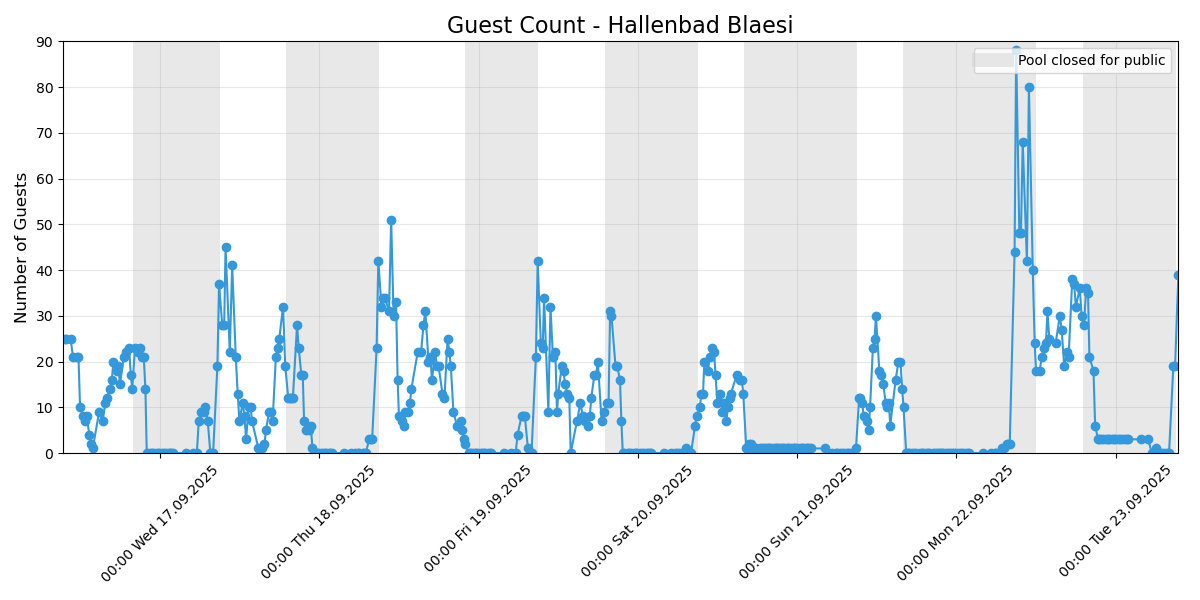 Guest Count - Hallenbad Blaesi
Pool closed for public
Number of Guests
90
80
70
60
50
40
30
20
10
0
00:00 Wed 17.09.2025
00:00 Thu 18.09.2025
00:00 Fri 19.09.2025
00:00 Sat 20.09.2025
00:00 Sun 21.09.2025
00:00 Mon 22.09.2025
00:00 Tue 23.09.2025